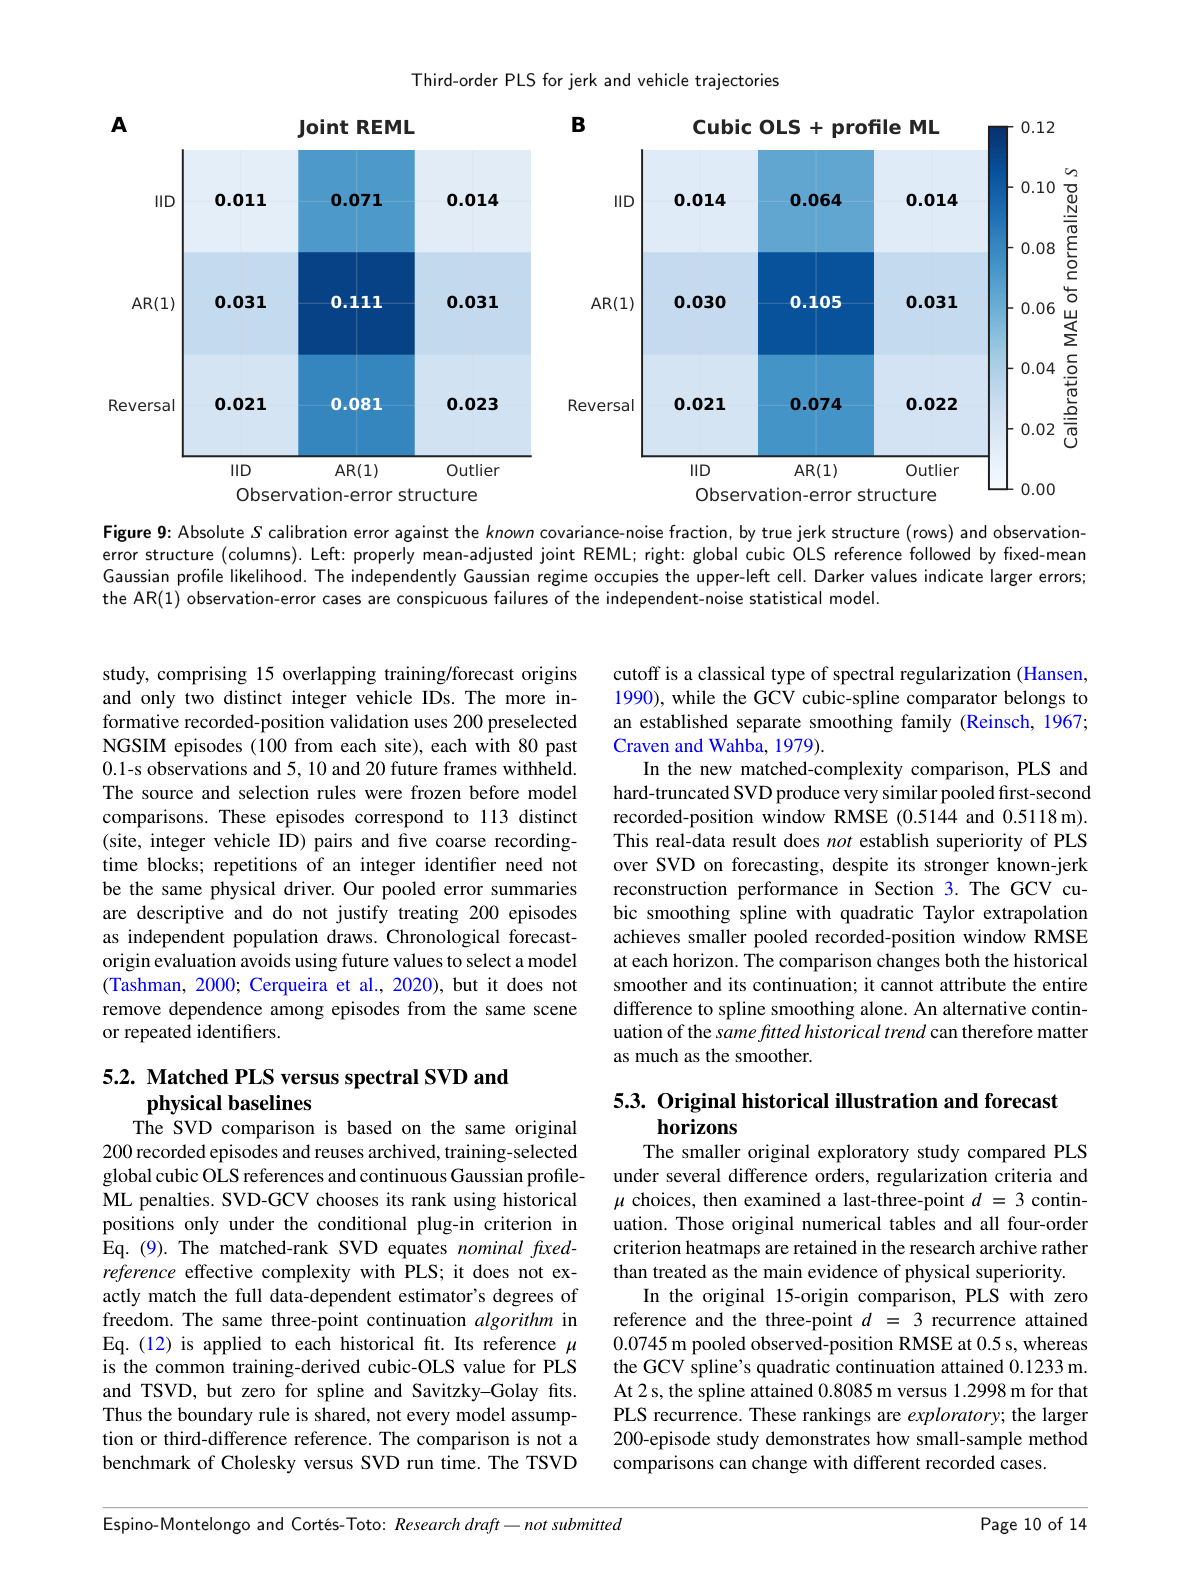 Third-order PLS for jerk and vehicle trajectories
A
Joint REML
IID
0.011
0.071
0.014
AR(1)
0.031
0.111
0.031
Reversal
0.021
0.081
0.023
IID
AR(1)
Outlier
Observation-error structure
B
Cubic OLS + profile ML
IID
0.014
0.064
0.014
AR(1)
0.030
0.105
0.031
Reversal
0.021
0.074
0.022
IID
AR(1)
Outlier
Observation-error structure
0.12
0.10
0.08
0.06
0.04
0.02
0.00
Calibration MAE of normalized S
Figure 9: Absolute S calibration error against the known covariance-noise fraction, by true jerk structure (rows) and observation-
error structure (columns). Left: properly mean-adjusted joint REML; right: global cubic OLS reference followed by fixed-mean
Gaussian profile likelihood. The independently Gaussian regime occupies the upper-left cell. Darker values indicate larger errors;
the AR(1) observation-error cases are conspicuous failures of the independent-noise statistical model.
study, comprising 15 overlapping training/forecast origins
and only two distinct integer vehicle IDs. The more in-
formative recorded-position validation uses 200 preselected
NGSIM episodes (100 from each site), each with 80 past
0.1-s observations and 5, 10 and 20 future frames withheld.
The source and selection rules were frozen before model
comparisons. These episodes correspond to 113 distinct
(site, integer vehicle ID) pairs and five coarse recording-
time blocks; repetitions of an integer identifier need not
be the same physical driver. Our pooled error summaries
are descriptive and do not justify treating 200 episodes
as independent population draws. Chronological forecast-
origin evaluation avoids using future values to select a model
(Tashman, 2000; Cerqueira et al., 2020), but it does not
remove dependence among episodes from the same scene
or repeated identifiers.
5.2. Matched PLS versus spectral SVD and
physical baselines
The SVD comparison is based on the same original
200 recorded episodes and reuses archived, training-selected
global cubic OLS references and continuous Gaussian profile-
ML penalties. SVD-GCV chooses its rank using historical
positions only under the conditional plug-in criterion in
Eq. (9). The matched-rank SVD equates nominal fixed-
reference effective complexity with PLS; it does not ex-
actly match the full data-dependent estimator's degrees of
freedom. The same three-point continuation algorithm in
Eq. (12) is applied to each historical fit. Its reference μ
is the common training-derived cubic-OLS value for PLS
and TSVD, but zero for spline and Savitzky–Golay fits.
Thus the boundary rule is shared, not every model assump-
tion or third-difference reference. The comparison is not a
benchmark of Cholesky versus SVD run time. The TSVD
cutoff is a classical type of spectral regularization (Hansen,
1990), while the GCV cubic-spline comparator belongs to
an established separate smoothing family (Reinsch, 1967;
Craven and Wahba, 1979).
In the new matched-complexity comparison, PLS and
hard-truncated SVD produce very similar pooled first-second
recorded-position window RMSE (0.5144 and 0.5118 m).
This real-data result does not establish superiority of PLS
over SVD on forecasting, despite its stronger known-jerk
reconstruction performance in Section 3. The GCV cu-
bic smoothing spline with quadratic Taylor extrapolation
achieves smaller pooled recorded-position window RMSE
at each horizon. The comparison changes both the historical
smoother and its continuation; it cannot attribute the entire
difference to spline smoothing alone. An alternative contin-
uation of the same fitted historical trend can therefore matter
as much as the smoother.
5.3. Original historical illustration and forecast
horizons
The smaller original exploratory study compared PLS
under several difference orders, regularization criteria and
μ choices, then examined a last-three-point d = 3 contin-
uation. Those original numerical tables and all four-order
criterion heatmaps are retained in the research archive rather
than treated as the main evidence of physical superiority.
In the original 15-origin comparison, PLS with zero
reference and the three-point d = 3 recurrence attained
0.0745 m pooled observed-position RMSE at 0.5 s, whereas
the GCV spline's quadratic continuation attained 0.1233 m.
At 2 s, the spline attained 0.8085 m versus 1.2998 m for that
PLS recurrence. These rankings are exploratory; the larger
200-episode study demonstrates how small-sample method
comparisons can change with different recorded cases.
Espino-Montelongo and Cortés-Toto: Research draft — not submitted
Page 10 of 14